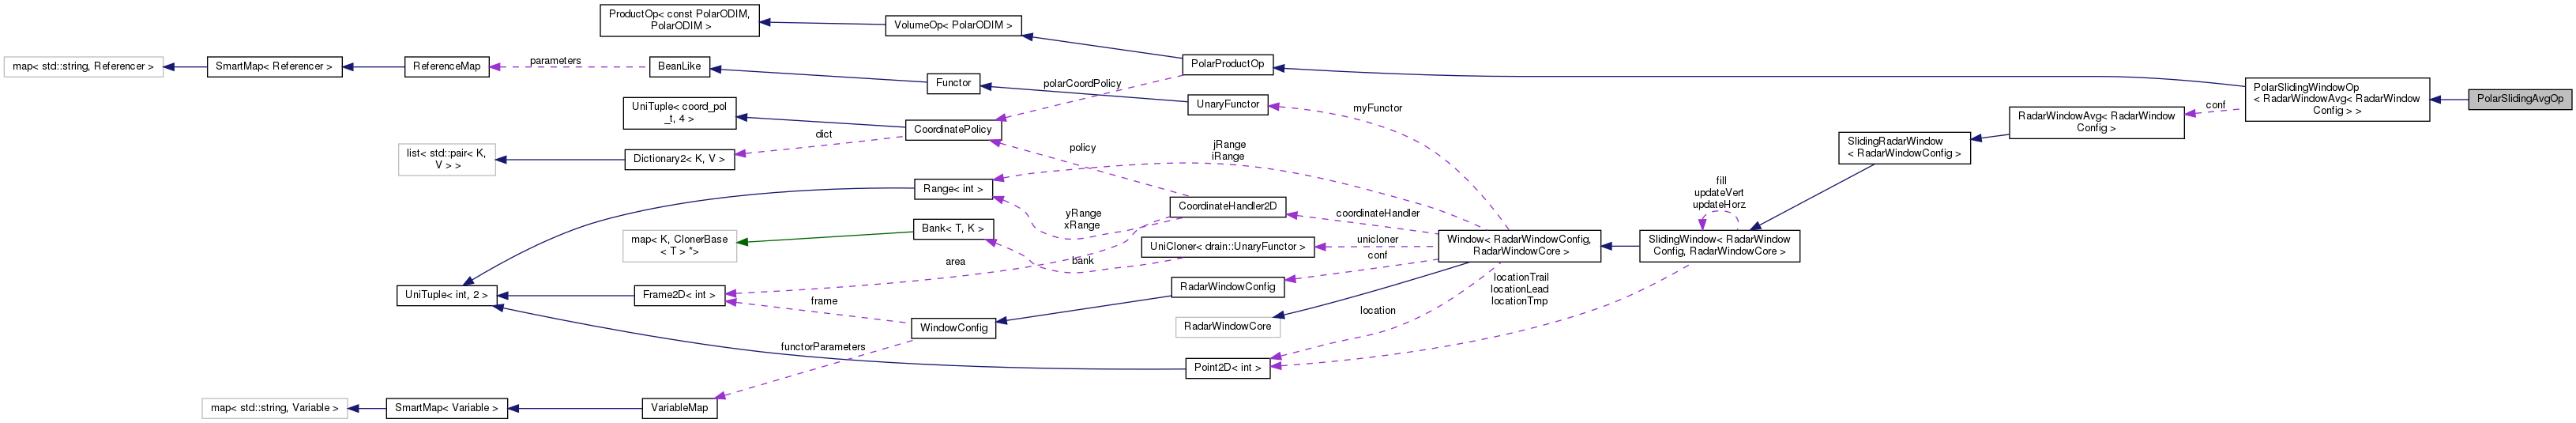 ProductOp< const PolarODIM,
PolarODIM >
VolumeOp< PolarODIM >
map< std::string, Referencer >
SmartMap< Referencer >
ReferenceMap
parameters
BeanLike
Functor
PolarProductOp
polarCoordPolicy
UnaryFunctor
myFunctor
PolarSlidingWindowOp
< RadarWindowAvg< RadarWindow
Config > >
PolarSlidingAvgOp
conf
RadarWindowAvg< RadarWindow
Config >
UniTuple< coord_pol
_t, 4 >
CoordinatePolicy
dict
list< std::pair< K,
V > >
Dictionary2< K, V >
policy
jRange
iRange
SlidingRadarWindow
< RadarWindowConfig >
Range< int >
CoordinateHandler2D
yRange
xRange
coordinateHandler
fill
updateVert
updateHorz
Bank< T, K >
map< K, ClonerBase
< T > *>
UniCloner< drain::UnaryFunctor >
unicloner
Window< RadarWindowConfig,
RadarWindowCore >
SlidingWindow< RadarWindow
Config, RadarWindowCore >
area
bank
conf
UniTuple< int, 2 >
Frame2D< int >
frame
RadarWindowConfig
locationTrail
locationLead
locationTmp
WindowConfig
RadarWindowCore
location
functorParameters
Point2D< int >
map< std::string, Variable >
SmartMap< Variable >
VariableMap